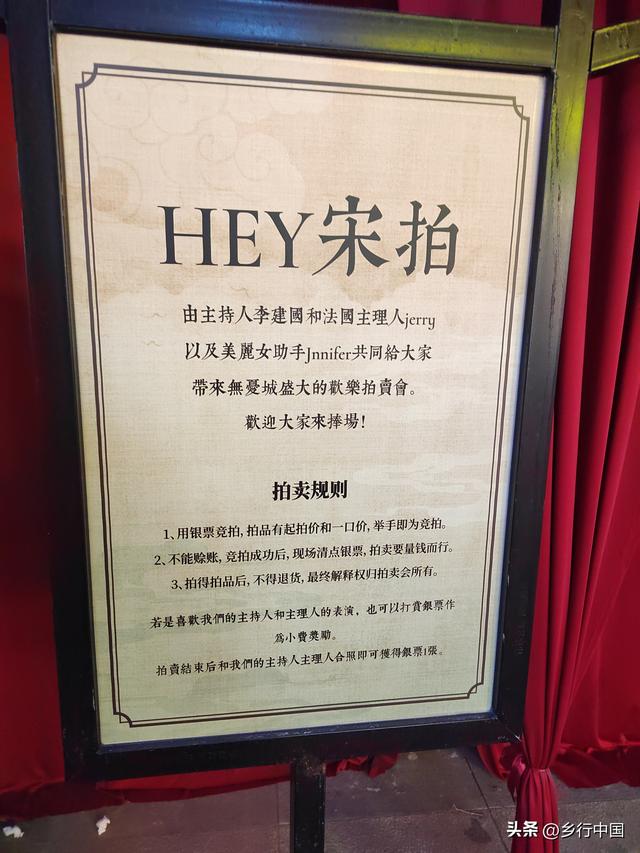 HEY宋拍
由主持人李建國和法國主理人jerry
以及美麗女助手Jnnifer共同給大家
帶來無憂城盛大的歡樂拍賣會。
歡迎大家來捧場!
拍卖规则
1、用银票竞拍,拍品有起拍价和一口价,举手即为竞拍。
2、不能赊账,竞拍成功后,现场清点银票,拍卖要量钱而行。
3、拍得拍品后,不得退货,最终解释权归拍卖会所有。
若是喜歡我們的主持人和主理人的表演，也可以打賞銀票作
為小費獎勵。
拍賣結束后和我們的主持人主理人合照即可獲得銀票1張。
头条 @乡行中国